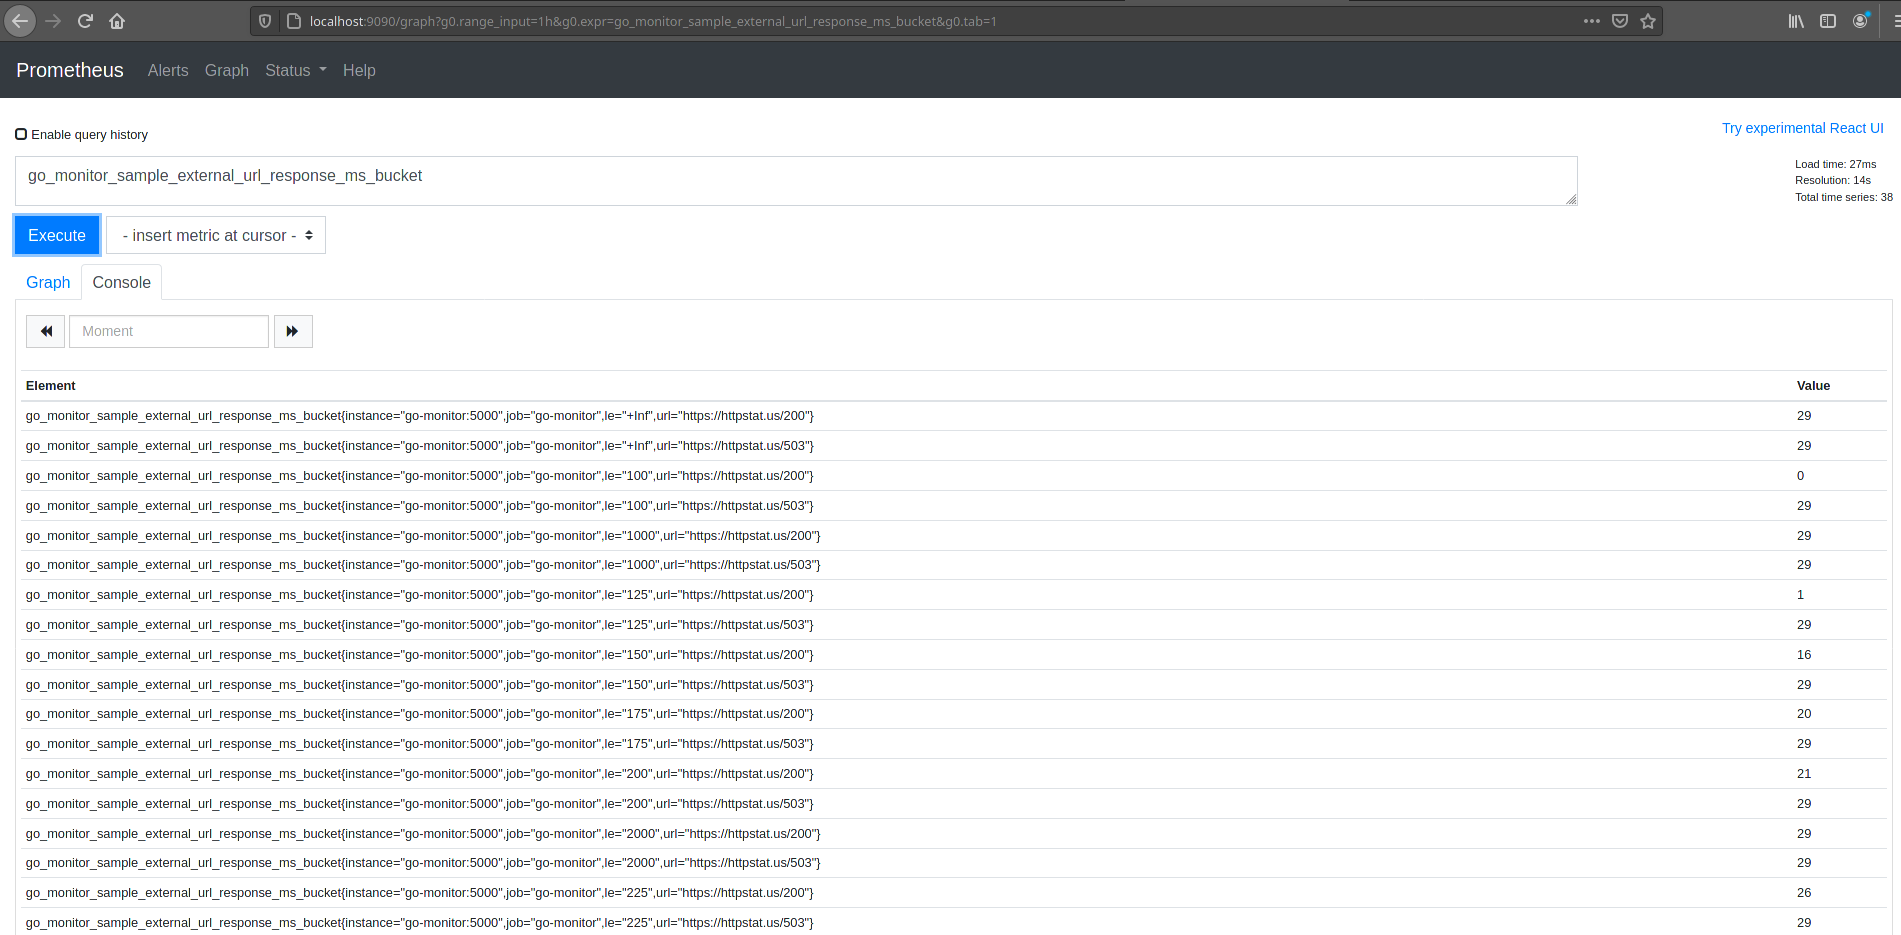 localhost:9090/graph?g0.range_input=1h&g0.expr=go_monitor_sample_external_url_response_ms_bucket&g0.tab=1
Prometheus Alerts Graph Status Help
Enable query history
Try experimental React UI
go_monitor_sample_external_url_response_ms_bucket
Load time: 27ms
Resolution: 14s
Total time series: 38
Execute - insert metric at cursor -
Graph Console
Moment
Element Value
go_monitor_sample_external_url_response_ms_bucket{instance="go-monitor:5000",job="go-monitor",le="+Inf",url="https://httpstat.us/200"} 29
go_monitor_sample_external_url_response_ms_bucket{instance="go-monitor:5000",job="go-monitor",le="+Inf",url="https://httpstat.us/503"} 29
go_monitor_sample_external_url_response_ms_bucket{instance="go-monitor:5000",job="go-monitor",le="100",url="https://httpstat.us/200"} 0
go_monitor_sample_external_url_response_ms_bucket{instance="go-monitor:5000",job="go-monitor",le="100",url="https://httpstat.us/503"} 29
go_monitor_sample_external_url_response_ms_bucket{instance="go-monitor:5000",job="go-monitor",le="1000",url="https://httpstat.us/200"} 29
go_monitor_sample_external_url_response_ms_bucket{instance="go-monitor:5000",job="go-monitor",le="1000",url="https://httpstat.us/503"} 29
go_monitor_sample_external_url_response_ms_bucket{instance="go-monitor:5000",job="go-monitor",le="125",url="https://httpstat.us/200"} 1
go_monitor_sample_external_url_response_ms_bucket{instance="go-monitor:5000",job="go-monitor",le="125",url="https://httpstat.us/503"} 29
go_monitor_sample_external_url_response_ms_bucket{instance="go-monitor:5000",job="go-monitor",le="150",url="https://httpstat.us/200"} 16
go_monitor_sample_external_url_response_ms_bucket{instance="go-monitor:5000",job="go-monitor",le="150",url="https://httpstat.us/503"} 29
go_monitor_sample_external_url_response_ms_bucket{instance="go-monitor:5000",job="go-monitor",le="175",url="https://httpstat.us/200"} 20
go_monitor_sample_external_url_response_ms_bucket{instance="go-monitor:5000",job="go-monitor",le="175",url="https://httpstat.us/503"} 29
go_monitor_sample_external_url_response_ms_bucket{instance="go-monitor:5000",job="go-monitor",le="200",url="https://httpstat.us/200"} 21
go_monitor_sample_external_url_response_ms_bucket{instance="go-monitor:5000",job="go-monitor",le="200",url="https://httpstat.us/503"} 29
go_monitor_sample_external_url_response_ms_bucket{instance="go-monitor:5000",job="go-monitor",le="2000",url="https://httpstat.us/200"} 29
go_monitor_sample_external_url_response_ms_bucket{instance="go-monitor:5000",job="go-monitor",le="2000",url="https://httpstat.us/503"} 29
go_monitor_sample_external_url_response_ms_bucket{instance="go-monitor:5000",job="go-monitor",le="225",url="https://httpstat.us/200"} 26
go_monitor_sample_external_url_response_ms_bucket{instance="go-monitor:5000",job="go-monitor",le="225",url="https://httpstat.us/503"} 29